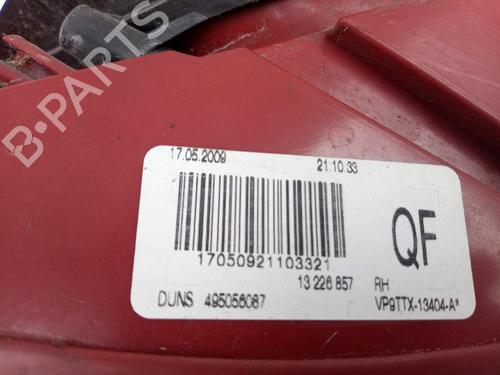 B-PARTS
17.05.2009 21.10.33
17050921103321
QF
13 226 857 RH
DUNS 495056087 VP9TTX-13404-A*